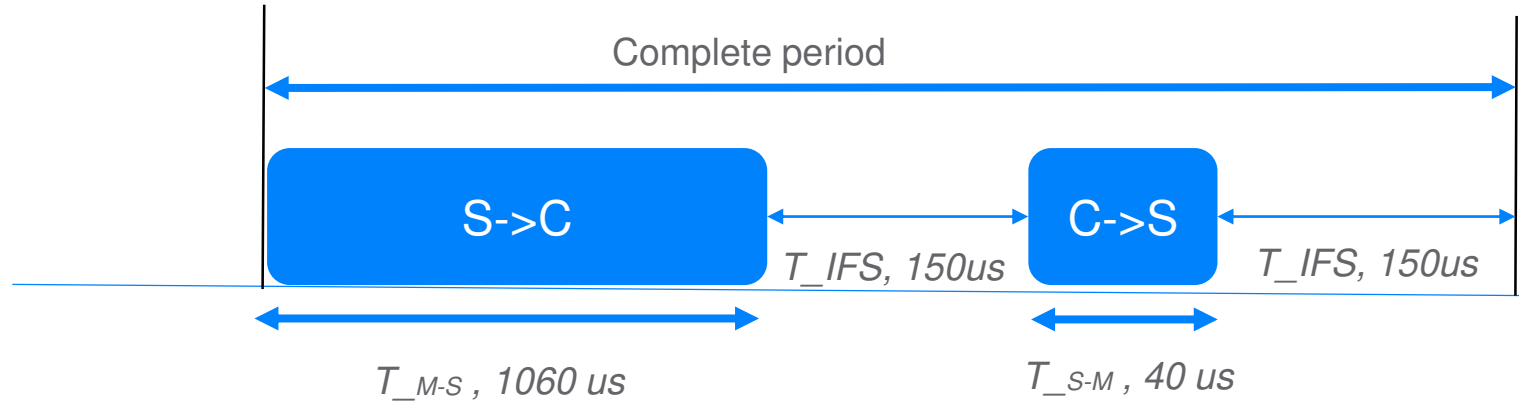 Complete period
S->C
C->S
T_IFS, 150us
T_IFS, 150us
T_M-S , 1060 us
T_S-M , 40 us